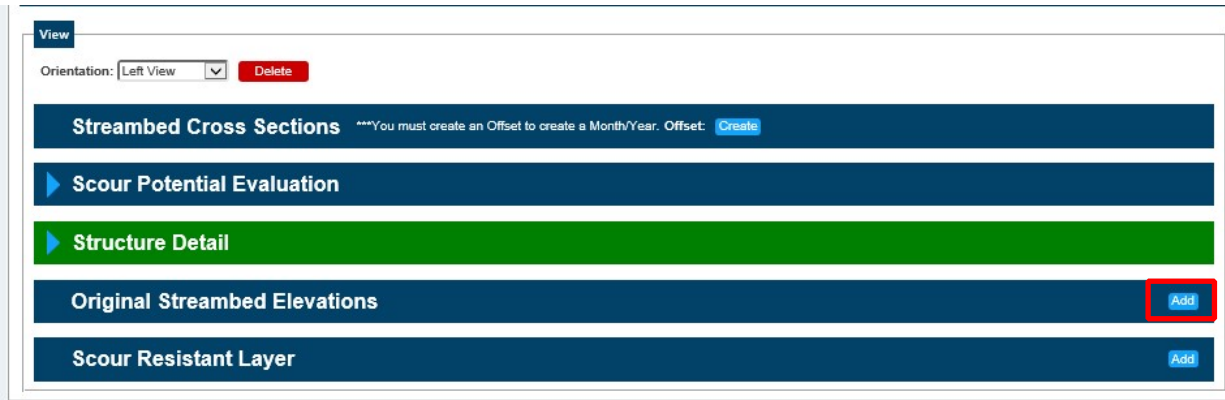 View
Orientation: Left View Delete
Streambed Cross Sections ***You must create an Offset to create a Month/Year. Offset: Create
Scour Potential Evaluation
Structure Detail
Original Streambed Elevations Add
Scour Resistant Layer Add